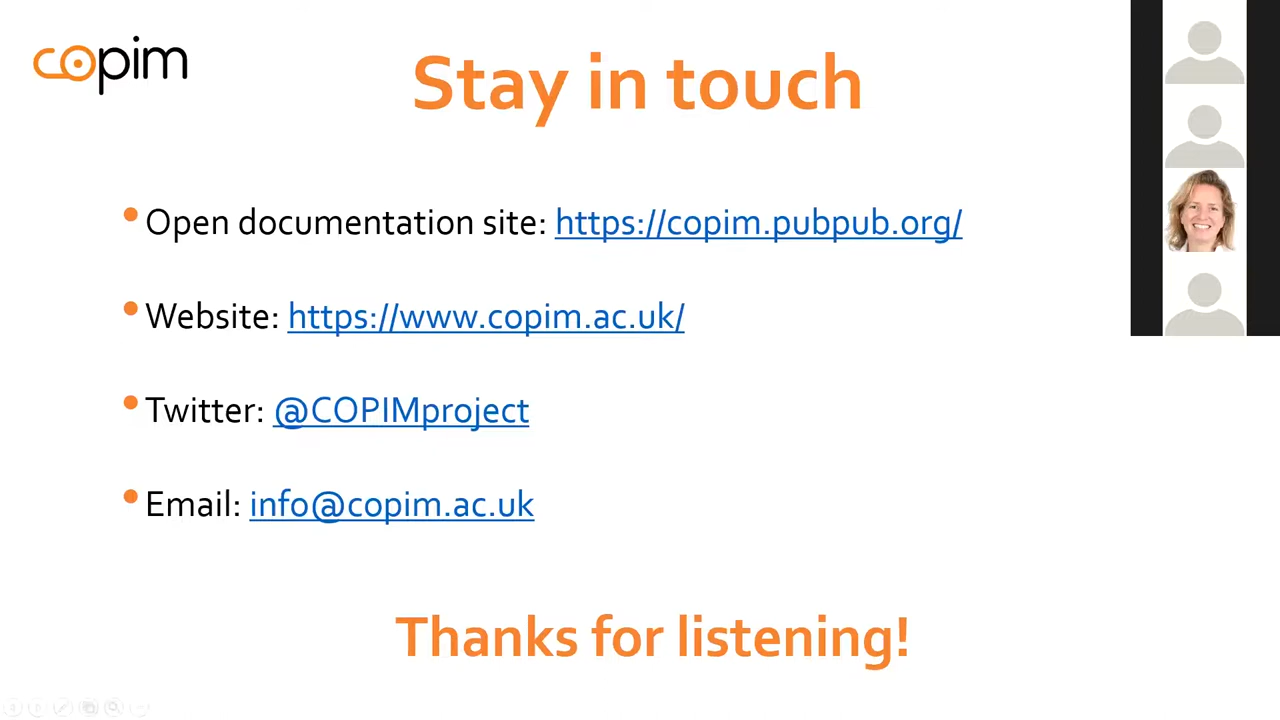 copim
Stay in touch
Open documentation site: https://copim.pubpub.org/
Website: https://www.copim.ac.uk/
Twitter: @COPIMproject
Email: info@copim.ac.uk
Thanks for listening!